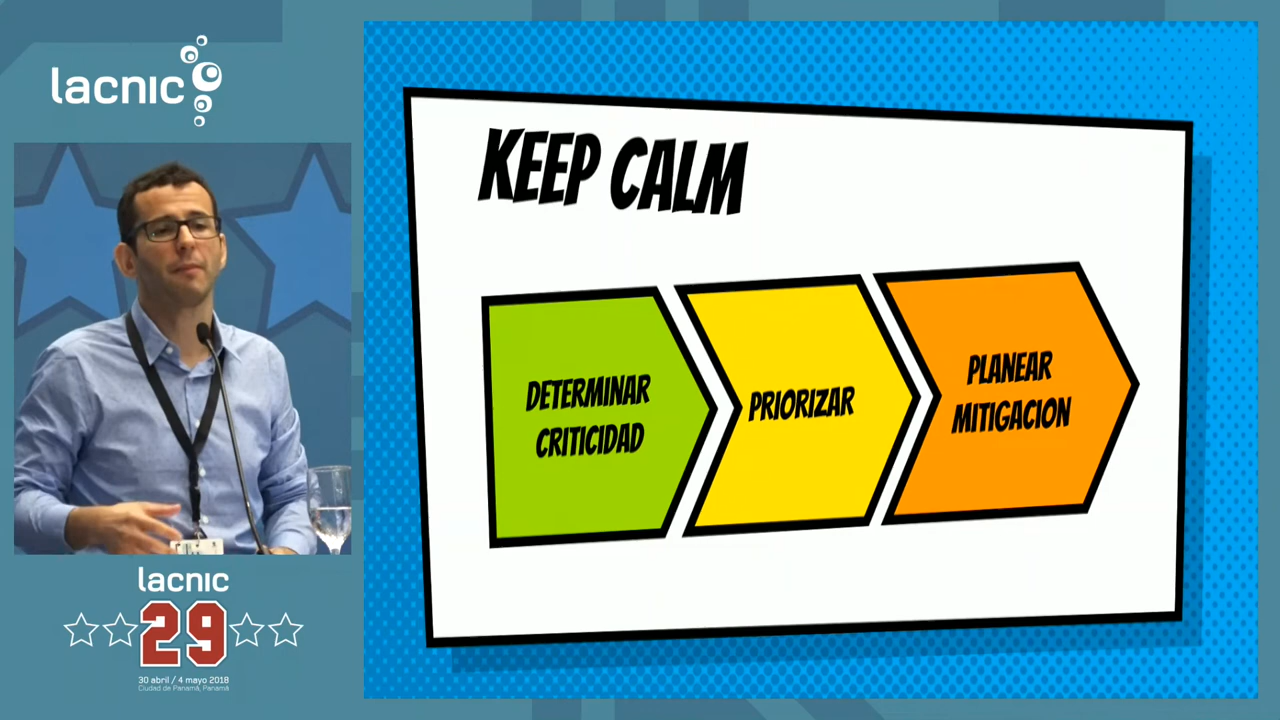 lacnic
KEEP CALM
DETERMINAR
CRITICIDAD
PRIORIZAR
PLANEAR
MITIGACION
lacnic
29
30 abril / 4 mayo 2018
Ciudad de Panamá, Panamá